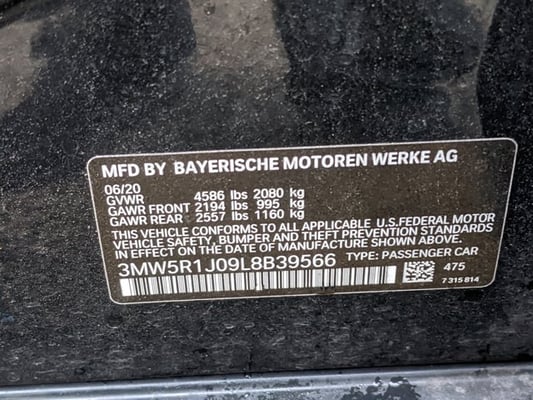 MFD BY BAYERISCHE MOTOREN WERKE AG
06/20
GVWR 4586 lbs 2080 kg
GAWR FRONT 2194 lbs 995 kg
GAWR REAR 2557 lbs 1160 kg
THIS VEHICLE CONFORMS TO ALL APPLICABLE U.S. FEDERAL MOTOR
VEHICLE SAFETY, BUMPER AND THEFT PREVENTION STANDARDS
IN EFFECT ON THE DATE OF MANUFACTURE SHOWN ABOVE.
3MW5R1J09L8B39566 TYPE: PASSENGER CAR
475
7 315 814